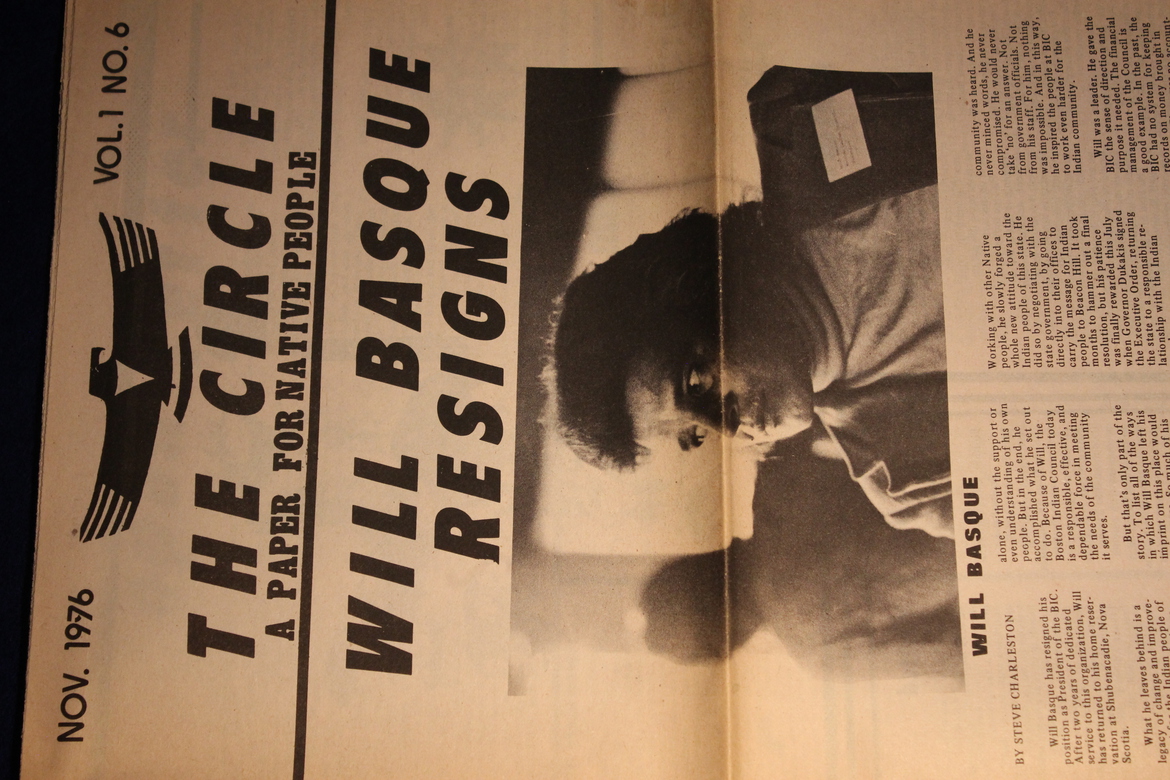 NOV. 1976
VOL.1 NO. 6
THE CIRCLE
A PAPER FOR NATIVE PEOPLE
WILL BASQUE
RESIGNS
WILL BASQUE
BY STEVE CHARLESTON
Will Basque has resigned his
position as President of the BIC.
After two years of dedicated
service to this organization, Will
has returned to his home reser-
vation at Shubenacadie, Nova
Scotia.
What he leaves behind is a
legacy of change and improve-
the Indian people of
alone, without the support or
even understanding of his own
people. But in the end, he
accomplished what he set out
to do. Because of Will, the
Boston Indian Council today
is a responsible, effective, and
dependable force in meeting
the needs of the community
it serves.
But that's only part of the
story. To list all of the ways
in which Will Basque left his
imprint on this place would
much of his
Working with other Native
people, he slowly forged a
whole new attitude toward the
Indian people of this state. He
did so by negotiating with the
state government, by going
directly into their offices to
carry the message for Indian
people to Beacon Hill. It took
months to hammer out a final
resolution, but his patience
was finally rewarded this July
when Governor Dukakis signed
the Executive Order, returning
the state to a responsible re-
lationship with the Indian
community was heard. And he
never minced words, he never
compromised. He would never
take 'no' for an answer. Not
from government officials. Not
from his staff. For him, nothing
was impossible. And in this way,
he inspired the people at BIC
to work even harder for the
Indian community.
Will was a leader. He gave the
BIC the sense of direction and
purpose it needed. The financial
management of the Council is
a good example. In the past, the
BIC had no system for keeping
records on money brought in